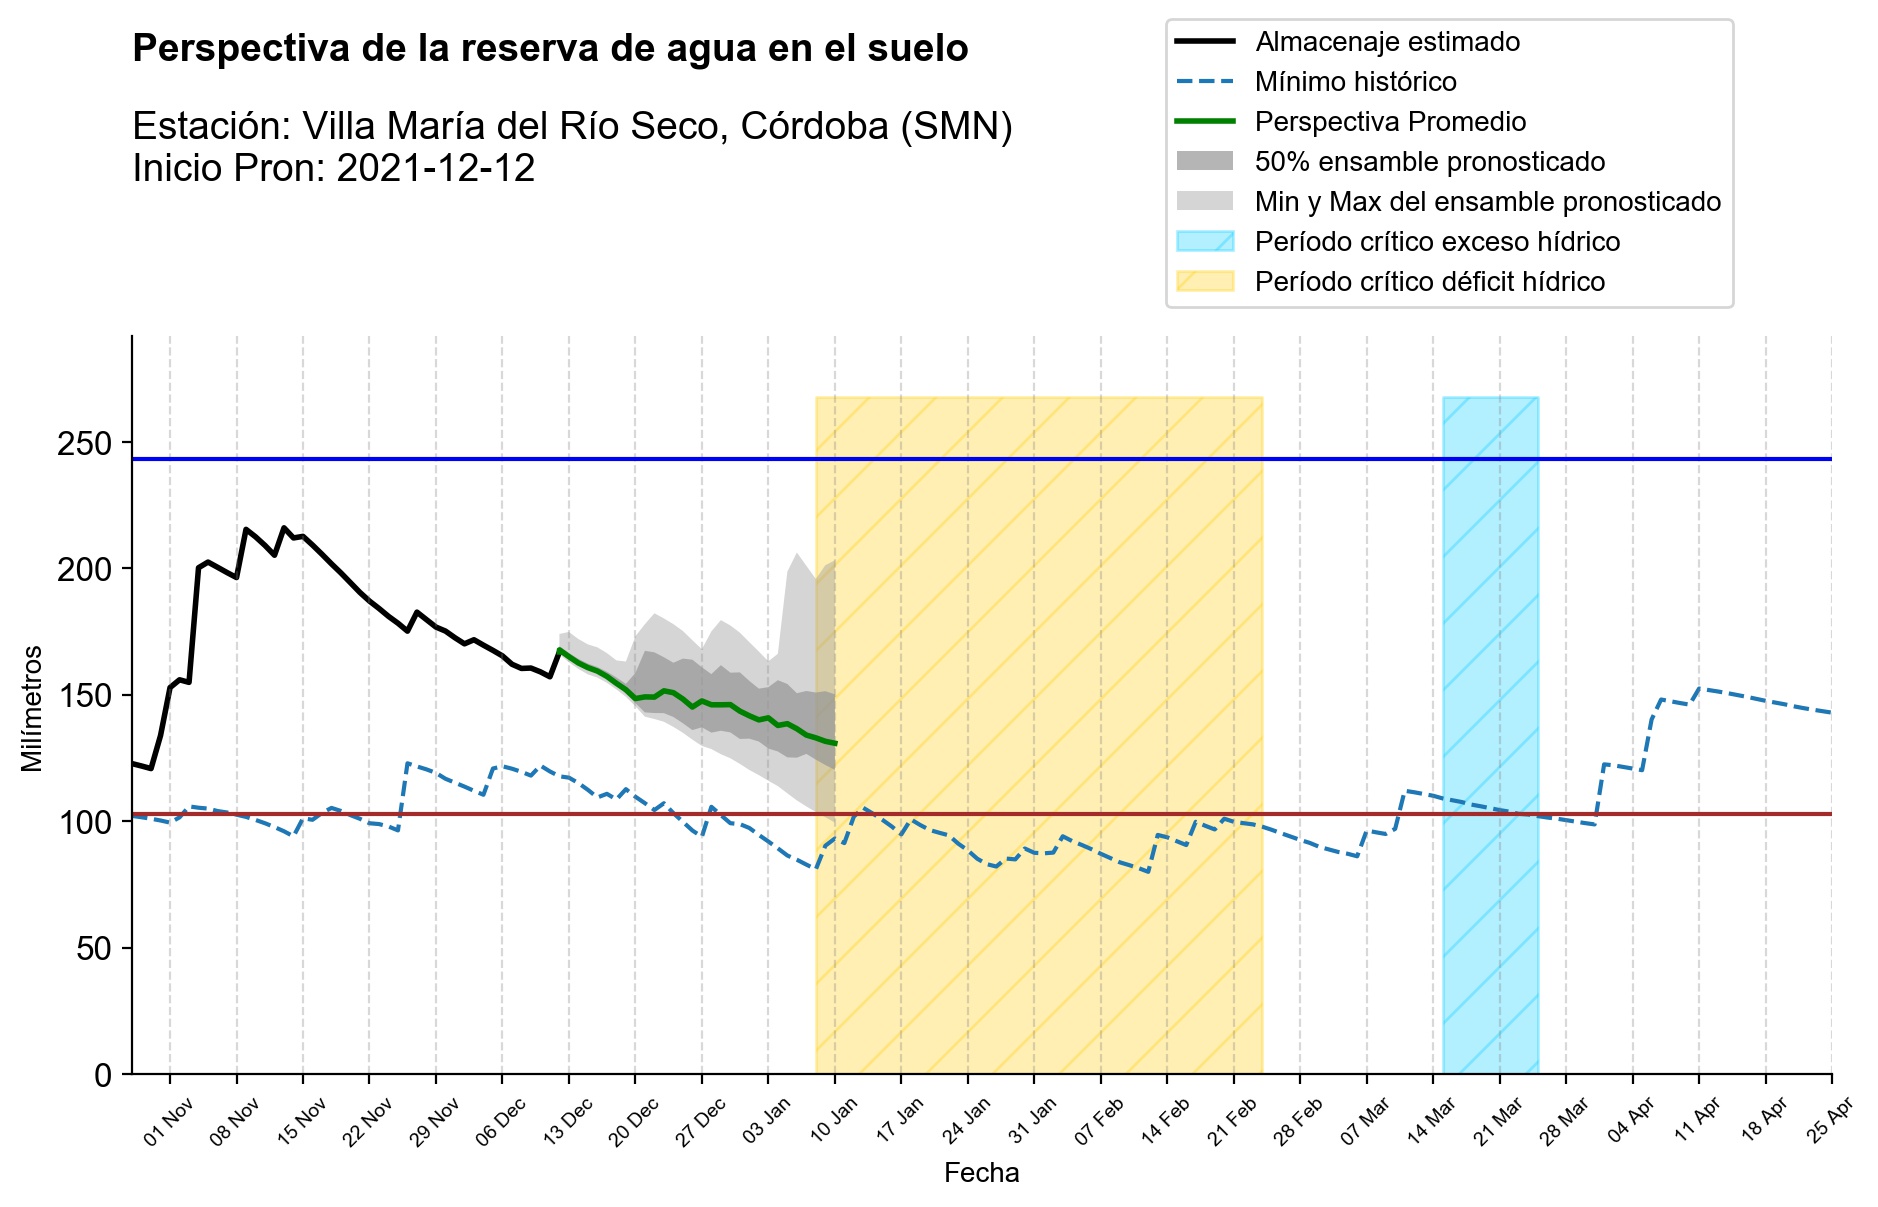 Perspectiva de la reserva de agua en el suelo
Estación: Villa María del Río Seco, Córdoba (SMN)
Inicio Pron: 2021-12-12
Almacenaje estimado
Mínimo histórico
Perspectiva Promedio
50% ensamble pronosticado
Min y Max del ensamble pronosticado
Período crítico exceso hídrico
Período crítico déficit hídrico
Milímetros
250
200
150
100
50
0
01 Nov
08 Nov
15 Nov
22 Nov
29 Nov
06 Dec
13 Dec
20 Dec
27 Dec
03 Jan
10 Jan
17 Jan
24 Jan
31 Jan
07 Feb
14 Feb
21 Feb
28 Feb
07 Mar
14 Mar
21 Mar
28 Mar
04 Apr
11 Apr
18 Apr
25 Apr
Fecha